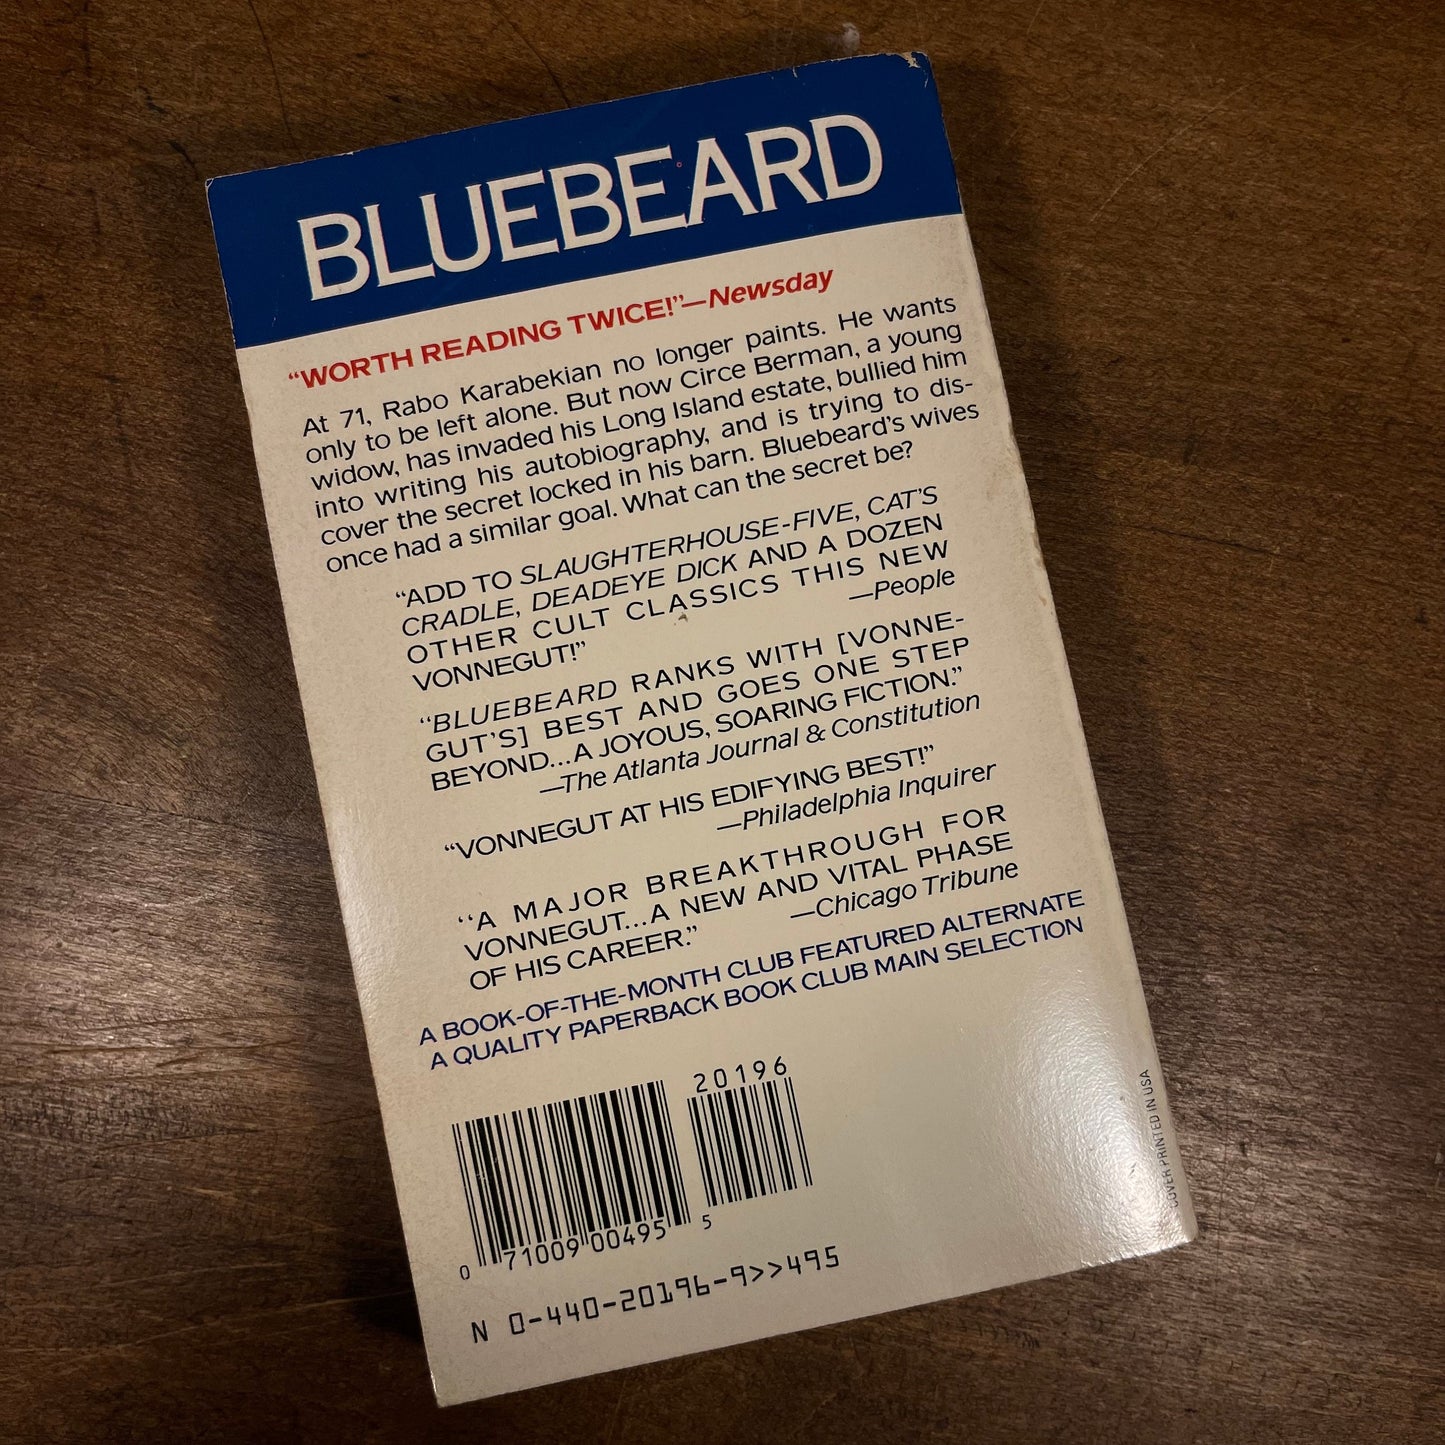 BLUEBEARD
“WORTH READING TWICE!”—Newsday
At 71, Rabo Karabekian no longer paints. He wants
only to be left alone. But now Circe Berman, a young
widow, has invaded his Long Island estate, bullied him
into writing his autobiography, and is trying to dis-
cover the secret locked in his barn. Bluebeard's wives
once had a similar goal. What can the secret be?
“ADD TO SLAUGHTERHOUSE-FIVE, CAT'S
CRADLE, DEADEYE DICK AND A DOZEN
OTHER CULT CLASSICS THIS NEW
VONNEGUT!”
—People
“BLUEBEARD RANKS WITH [VONNE-
GUT'S] BEST AND GOES ONE STEP
BEYOND...A JOYOUS, SOARING FICTION.”
—The Atlanta Journal & Constitution
“VONNEGUT AT HIS EDIFYING BEST!”
—Philadelphia Inquirer
“A MAJOR BREAKTHROUGH FOR
VONNEGUT...A NEW AND VITAL PHASE
OF HIS CAREER.”
—Chicago Tribune
A BOOK-OF-THE-MONTH CLUB FEATURED ALTERNATE
A QUALITY PAPERBACK BOOK CLUB MAIN SELECTION
20196
0 71009 00495 5
N 0-440-20196-9>>495
COVER PRINTED IN USA